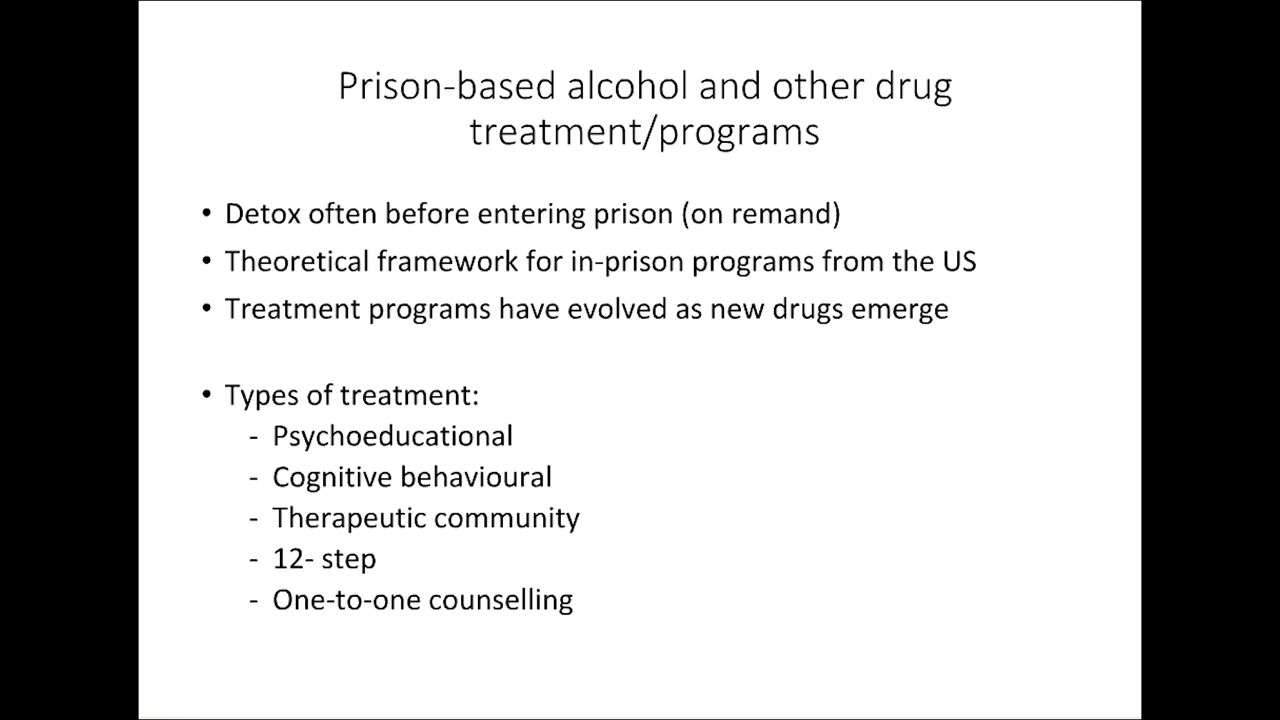 Prison-based alcohol and other drug
treatment/programs
• Detox often before entering prison (on remand)
• Theoretical framework for in-prison programs from the US
• Treatment programs have evolved as new drugs emerge
• Types of treatment:
- Psychoeducational
- Cognitive behavioural
- Therapeutic community
- 12- step
- One-to-one counselling